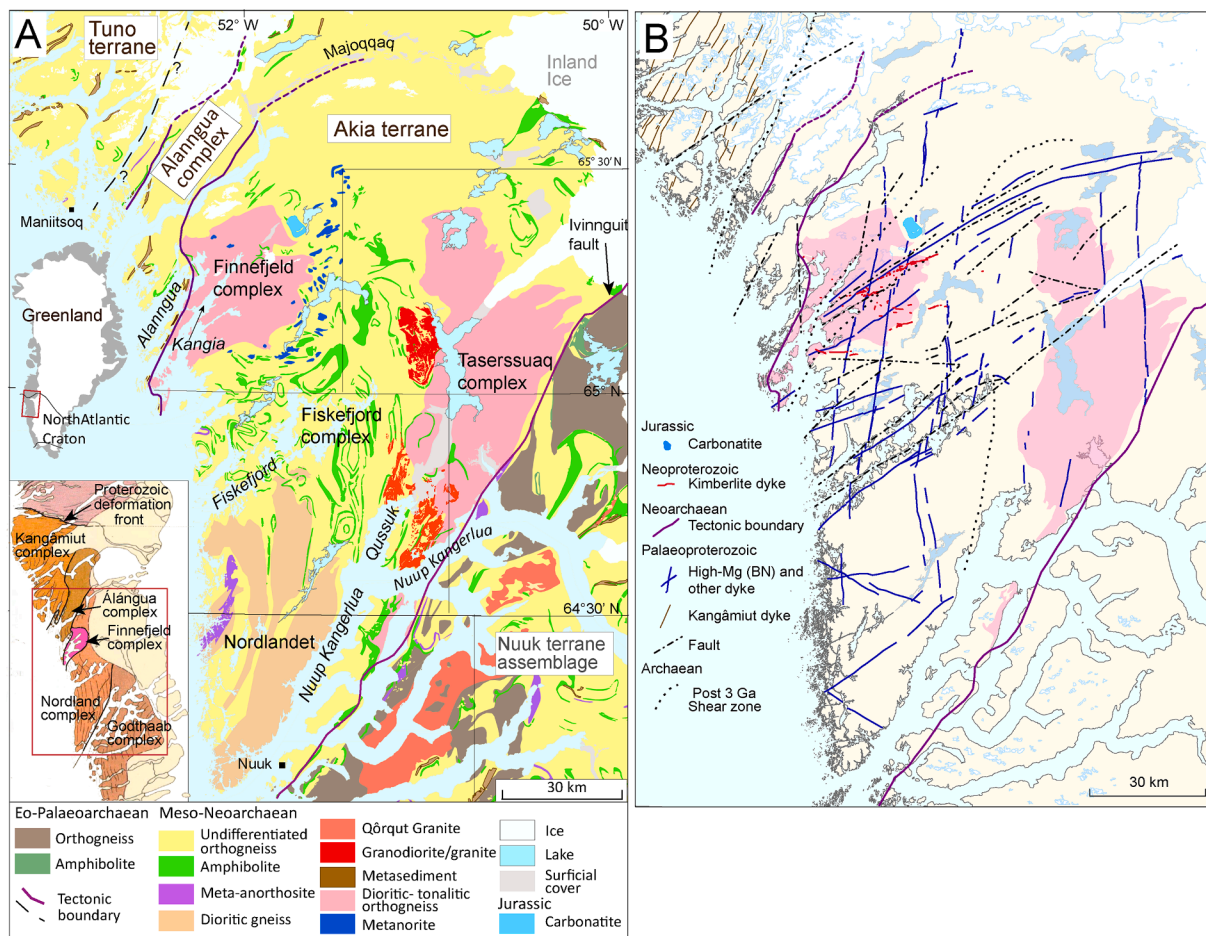 A
Tuno
terrane
52° W
50° W
Majoqqaq
Inland
Ice
?
Alanngua
complex
Akia terrane
65° 30' N
?
Maniitsoq
Ivinnguit
fault
Finnefjeld
complex
Greenland
Alanngua
Kangia
Taserssuaq
complex
65° N
NorthAtlantic
Craton
Fiskefjord
complex
Fiskefjord
Proterozoic
deformation
front
Kangâmiut
complex
Qussuk
Nuup Kangerlua
Alángua
complex
64° 30' N
Finnefjeld
complex
Nordlandet
Nuup Kangerlua
Nuuk terrane
assemblage
Nordland
complex
Godthaab
complex
Nuuk
30 km
Eo-Palaeoarchaean
Orthogneiss
Amphibolite
Tectonic
boundary
Meso-Neoarchaean
Undifferentiated
orthogneiss
Amphibolite
Meta-anorthosite
Dioritic gneiss
Qôrqut Granite
Granodiorite/granite
Metasediment
Dioritic- tonalitic
orthogneiss
Metanorite
Ice
Lake
Surficial
cover
Jurassic
Carbonatite
B
Jurassic
Carbonatite
Neoproterozoic
Kimberlite dyke
Neoarchaean
Tectonic boundary
Palaeoproterozoic
High-Mg (BN) and
other dyke
Kangâmiut dyke
Fault
Archaean
Post 3 Ga
Shear zone
30 km